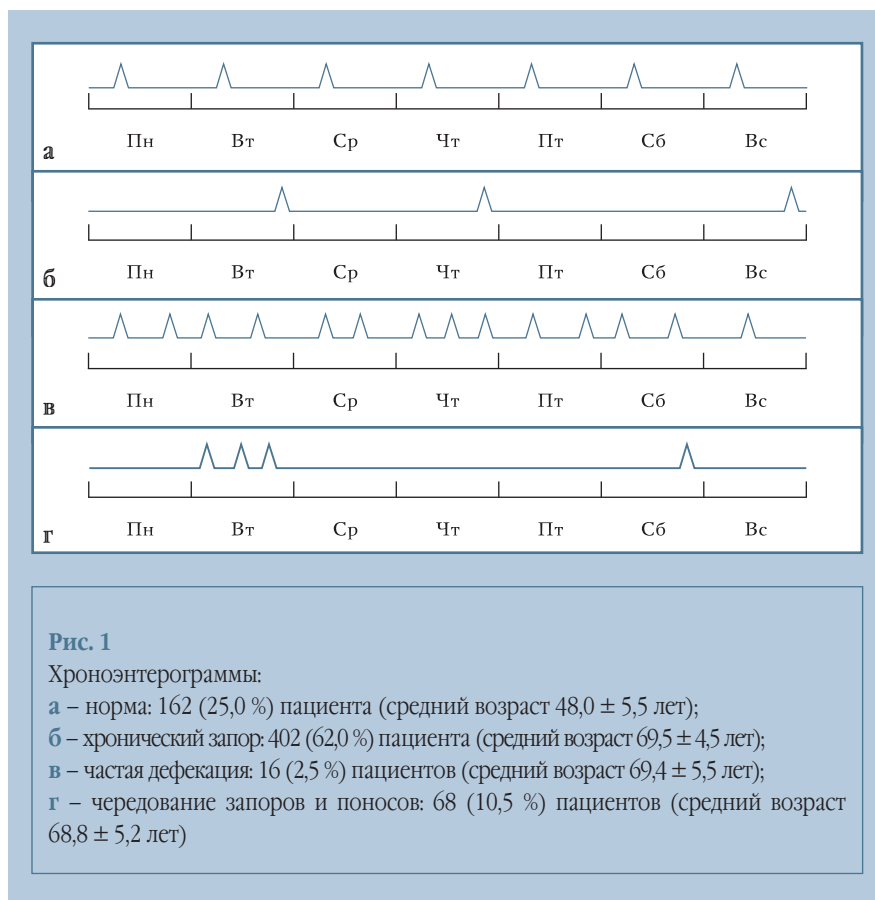 Пн Вт Ср Чт Пт Сб Вс
а
Пн Вт Ср Чт Пт Сб Вс
б
Пн Вт Ср Чт Пт Сб Вс
в
Пн Вт Ср Чт Пт Сб Вс
г
Рис. 1
Хроноэнтерограммы:
а – норма: 162 (25,0 %) пациента (средний возраст 48,0 ± 5,5 лет);
б – хронический запор: 402 (62,0 %) пациента (средний возраст 69,5 ± 4,5 лет);
в – частая дефекация: 16 (2,5 %) пациентов (средний возраст 69,4 ± 5,5 лет);
г – чередование запоров и поносов: 68 (10,5 %) пациентов (средний возраст
68,8 ± 5,2 лет)